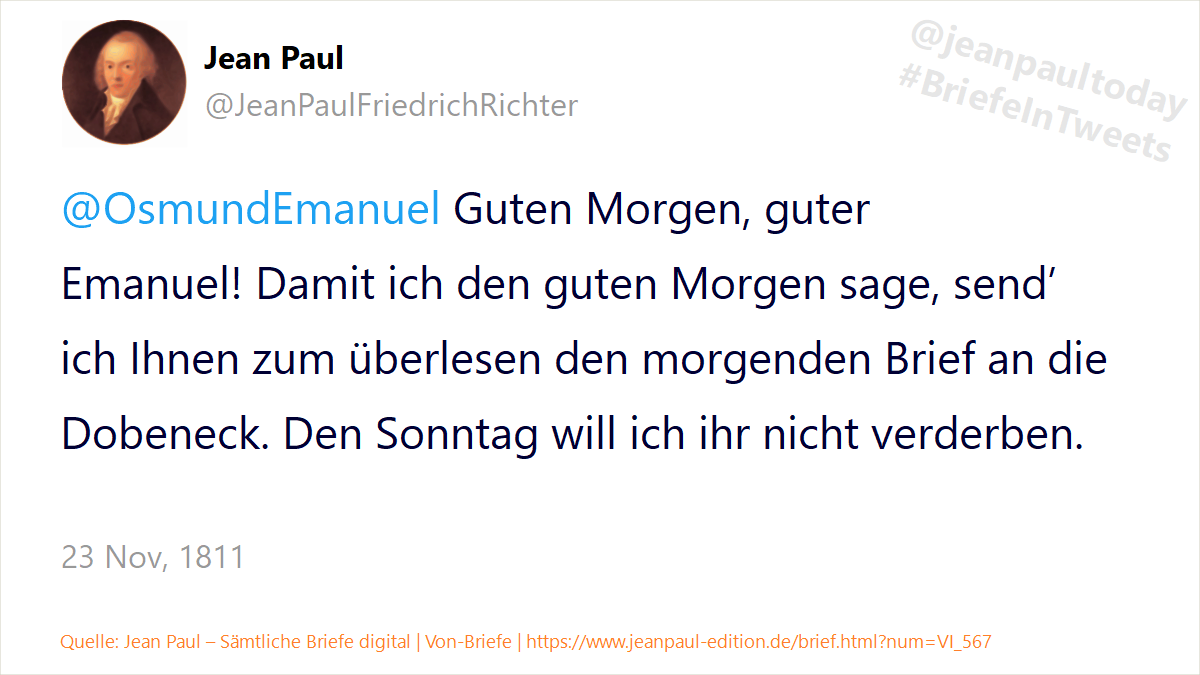 Jean Paul
@JeanPaulFriedrichRichter
@jeanpaultoday
#BriefeInTweets
@OsmundEmanuel Guten Morgen, guter
Emanuel! Damit ich den guten Morgen sage, send’
ich Ihnen zum überlesen den morgenden Brief an die
Dobeneck. Den Sonntag will ich ihr nicht verderben.
23 Nov, 1811
Quelle: Jean Paul – Sämtliche Briefe digital | Von-Briefe | https://www.jeanpaul-edition.de/brief.html?num=VI_567